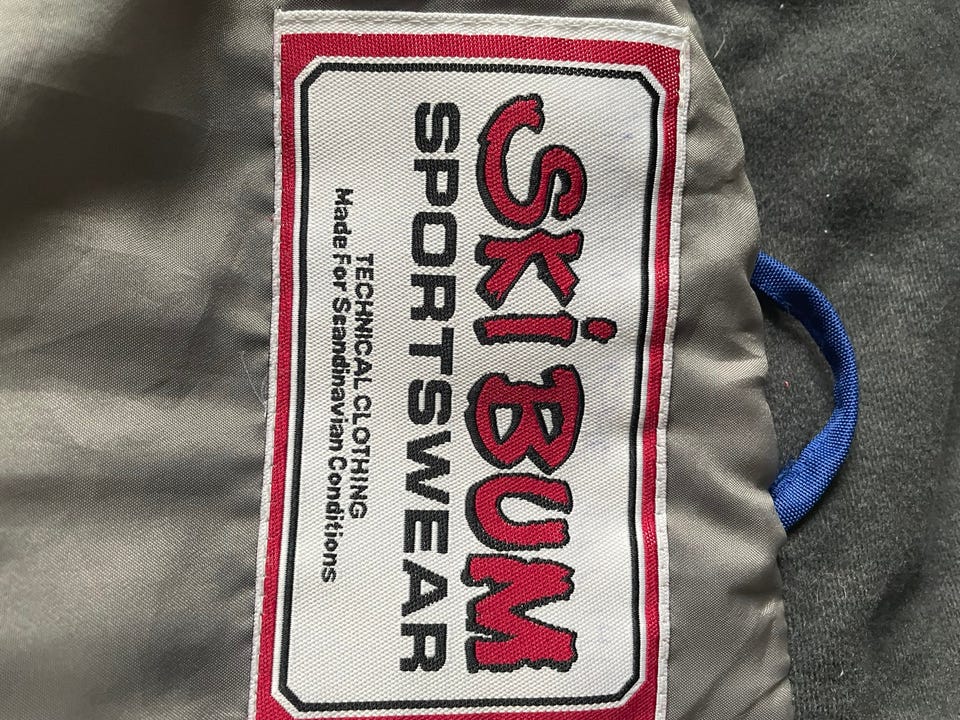 SKi BUM
SPORTSWEAR
TECHNICAL CLOTHING
Made For Scandinavian Conditions